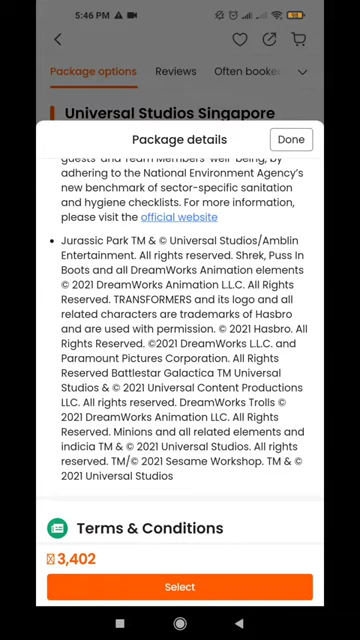 5:46 PM
Package options Reviews Often booke
Universal Studios Singapore
Package details Done
guests' and Team Members' well-being, by
adhering to the National Environment Agency's
new benchmark of sector-specific sanitation
and hygiene checklists. For more information,
please visit the official website
• Jurassic Park TM & © Universal Studios/Amblin
Entertainment. All rights reserved. Shrek, Puss In
Boots and all DreamWorks Animation elements
© 2021 DreamWorks Animation L.L.C. All Rights
Reserved. TRANSFORMERS and its logo and all
related characters are trademarks of Hasbro
and are used with permission. © 2021 Hasbro. All
Rights Reserved. ©2021 DreamWorks L.L.C. and
Paramount Pictures Corporation. All Rights
Reserved Battlestar Galactica TM Universal
Studios & © 2021 Universal Content Productions
LLC. All rights reserved. DreamWorks Trolls ©
2021 DreamWorks Animation LLC. All Rights
Reserved. Minions and all related elements and
indicia TM & © 2021 Universal Studios. All rights
reserved. TM/© 2021 Sesame Workshop. TM & ©
2021 Universal Studios
Terms & Conditions
3,402
Select